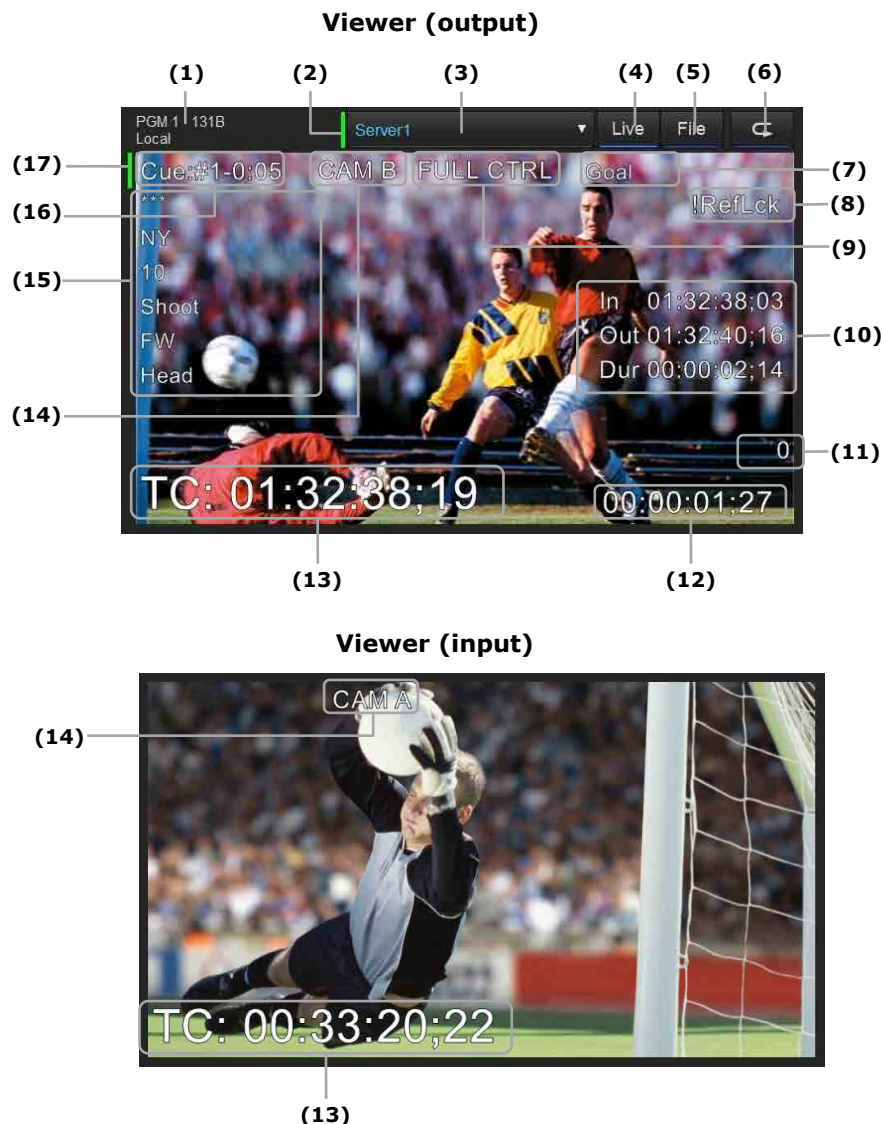 Viewer (output)
(1) (2) (3) (4) (5) (6)
PGM 1 131B
Local
Server1 ▼ Live File
(17) Cue:#1-0:05 CAM B FULL CTRL Goal (7)
(16) *** !RefLck (8)
NY (9)
(15) 10
Shoot In 01:32:38;03
FW Out 01:32:40;16 (10)
Head Dur 00:00:02;14
(14)
0 (11)
TC: 01:32:38;19 00:00:01;27
(13) (12)
Viewer (input)
CAM A
(14)
TC: 00:33:20;22
(13)